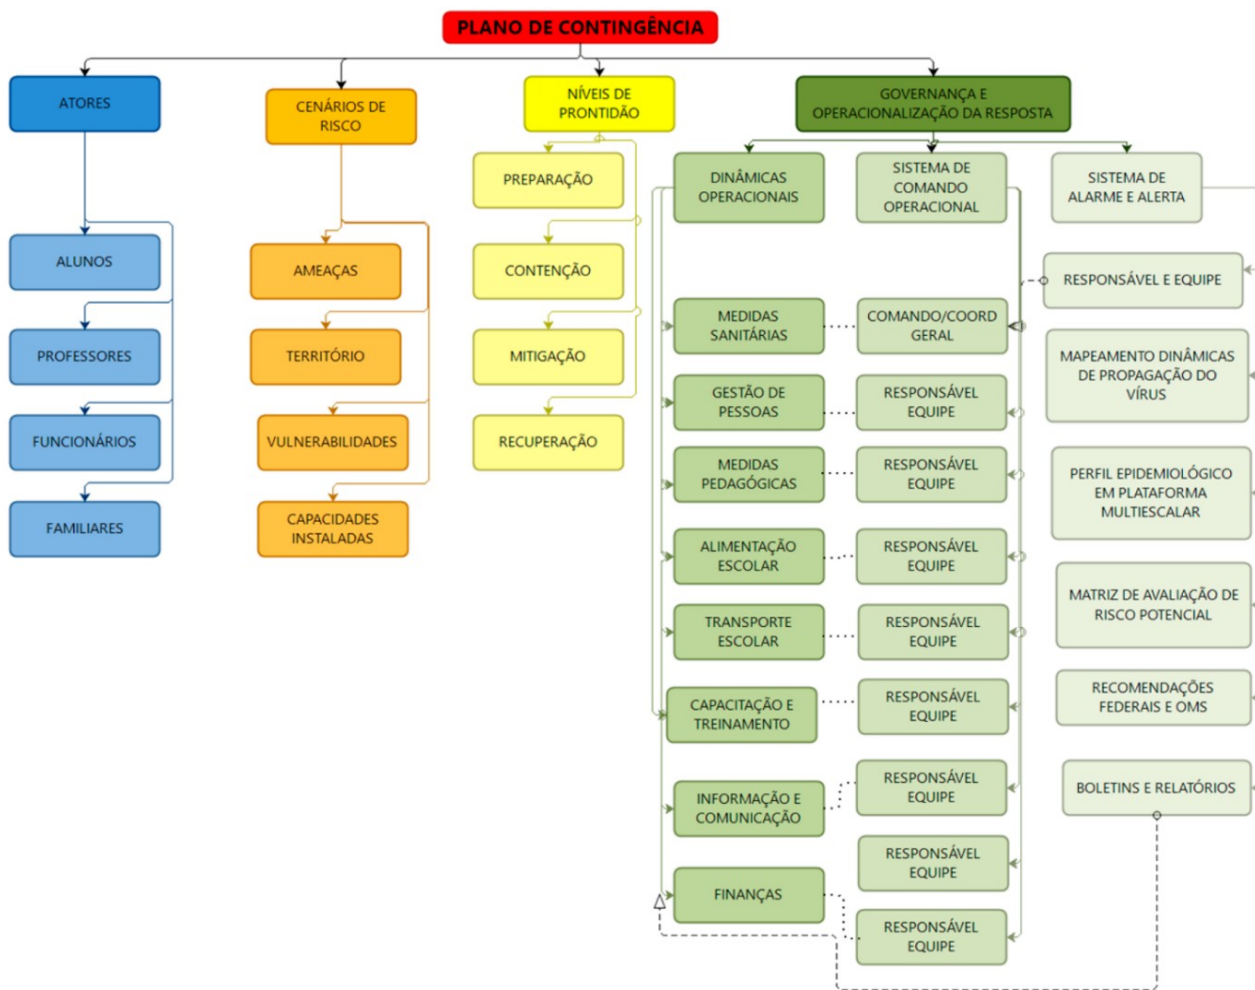 PLANO DE CONTINGÊNCIA
ATORES
CENÁRIOS DE
RISCO
NÍVEIS DE
PRONTIDÃO
GOVERNANÇA E
OPERACIONALIZAÇÃO DA RESPOSTA
ALUNOS
PROFESSORES
FUNCIONÁRIOS
FAMILIARES
AMEAÇAS
TERRITÓRIO
VULNERABILIDADES
CAPACIDADES
INSTALADAS
PREPARAÇÃO
CONTENÇÃO
MITIGAÇÃO
RECUPERAÇÃO
DINÂMICAS
OPERACIONAIS
MEDIDAS
SANITÁRIAS
GESTÃO DE
PESSOAS
MEDIDAS
PEDAGÓGICAS
ALIMENTAÇÃO
ESCOLAR
TRANSPORTE
ESCOLAR
CAPACITAÇÃO E
TREINAMENTO
INFORMAÇÃO E
COMUNICAÇÃO
FINANÇAS
SISTEMA DE
COMANDO
OPERACIONAL
COMANDO/COORD
GERAL
RESPONSÁVEL
EQUIPE
RESPONSÁVEL
EQUIPE
RESPONSÁVEL
EQUIPE
RESPONSÁVEL
EQUIPE
RESPONSÁVEL
EQUIPE
RESPONSÁVEL
EQUIPE
RESPONSÁVEL
EQUIPE
RESPONSÁVEL
EQUIPE
SISTEMA DE
ALARME E ALERTA
RESPONSÁVEL E EQUIPE
MAPEAMENTO DINÂMICAS
DE PROPAGAÇÃO DO
VÍRUS
PERFIL EPIDEMIOLÓGICO
EM PLATAFORMA
MULTIESCALAR
MATRIZ DE AVALIAÇÃO DE
RISCO POTENCIAL
RECOMENDAÇÕES
FEDERAIS E OMS
BOLETINS E RELATÓRIOS